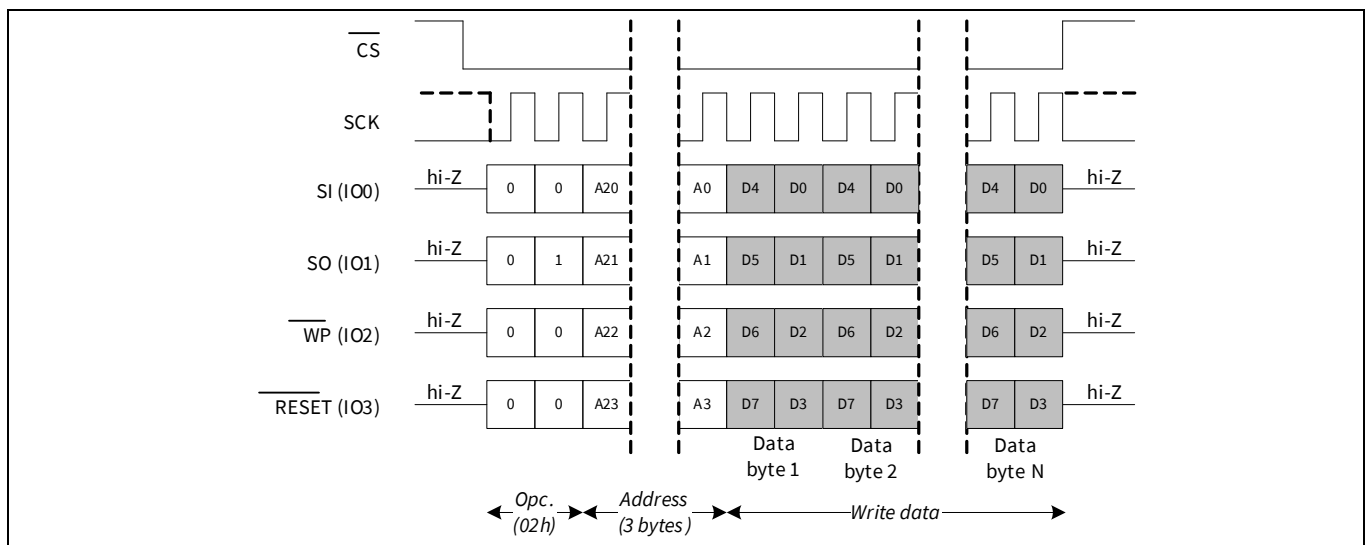 CS
SCK
SI (IO0) hi-Z 0 0 A20 A0 D4 D0 D4 D0 D4 D0 hi-Z
SO (IO1) hi-Z 0 1 A21 A1 D5 D1 D5 D1 D5 D1 hi-Z
WP (IO2) hi-Z 0 0 A22 A2 D6 D2 D6 D2 D6 D2 hi-Z
RESET (IO3) hi-Z 0 0 A23 A3 D7 D3 D7 D3 D7 D3 hi-Z
Data Data Data
byte 1 byte 2 byte N
Opc. Address Write data
(02h) (3 bytes)